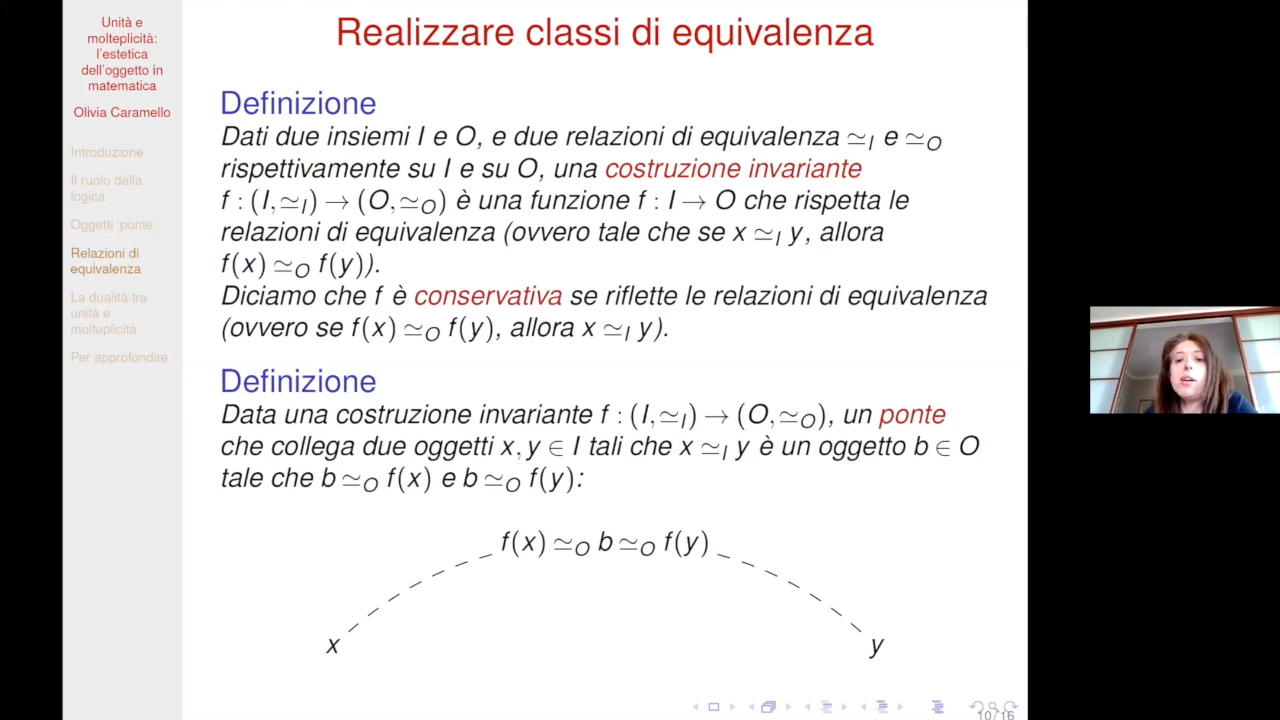 Unità e
molteplicità:
l'estetica
dell'oggetto in
matematica
Olivia Caramello
Introduzione
Il ruolo della
logica
Oggetti 'ponte'
Relazioni di
equivalenza
La dualità tra
unità e
molteplicità
Per approfondire
Realizzare classi di equivalenza
Definizione
Dati due insiemi I e O, e due relazioni di equivalenza ≃_I e ≃_O
rispettivamente su I e su O, una costruzione invariante
f : (I, ≃_I) → (O, ≃_O) è una funzione f : I → O che rispetta le
relazioni di equivalenza (ovvero tale che se x ≃_I y, allora
f(x) ≃_O f(y)).
Diciamo che f è conservativa se riflette le relazioni di equivalenza
(ovvero se f(x) ≃_O f(y), allora x ≃_I y).
Definizione
Data una costruzione invariante f : (I, ≃_I) → (O, ≃_O), un ponte
che collega due oggetti x, y ∈ I tali che x ≃_I y è un oggetto b ∈ O
tale che b ≃_O f(x) e b ≃_O f(y):
f(x) ≃_O b ≃_O f(y)
x y
10/16